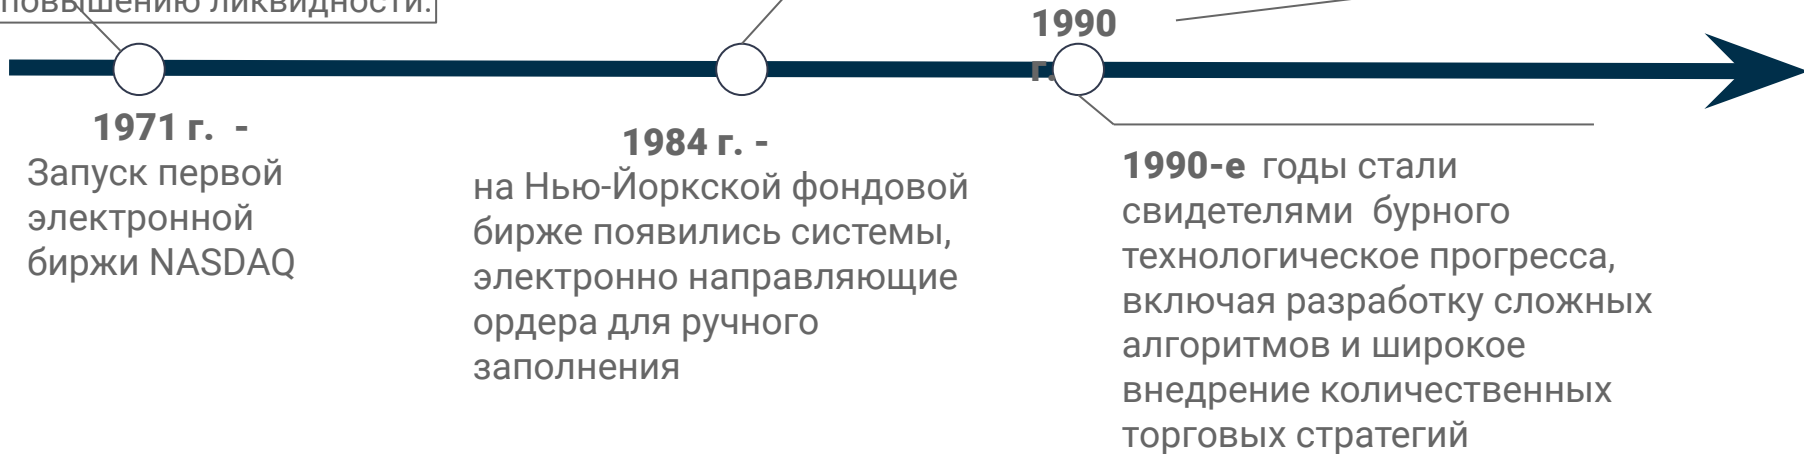 повышению ликвидности.
1990
г.
1971 г. -
Запуск первой
электронной
биржи NASDAQ
1984 г. -
на Нью-Йоркской фондовой
бирже появились системы,
электронно направляющие
ордера для ручного
заполнения
1990-е годы стали
свидетелями бурного
технологическое прогресса,
включая разработку сложных
алгоритмов и широкое
внедрение количественных
торговых стратегий